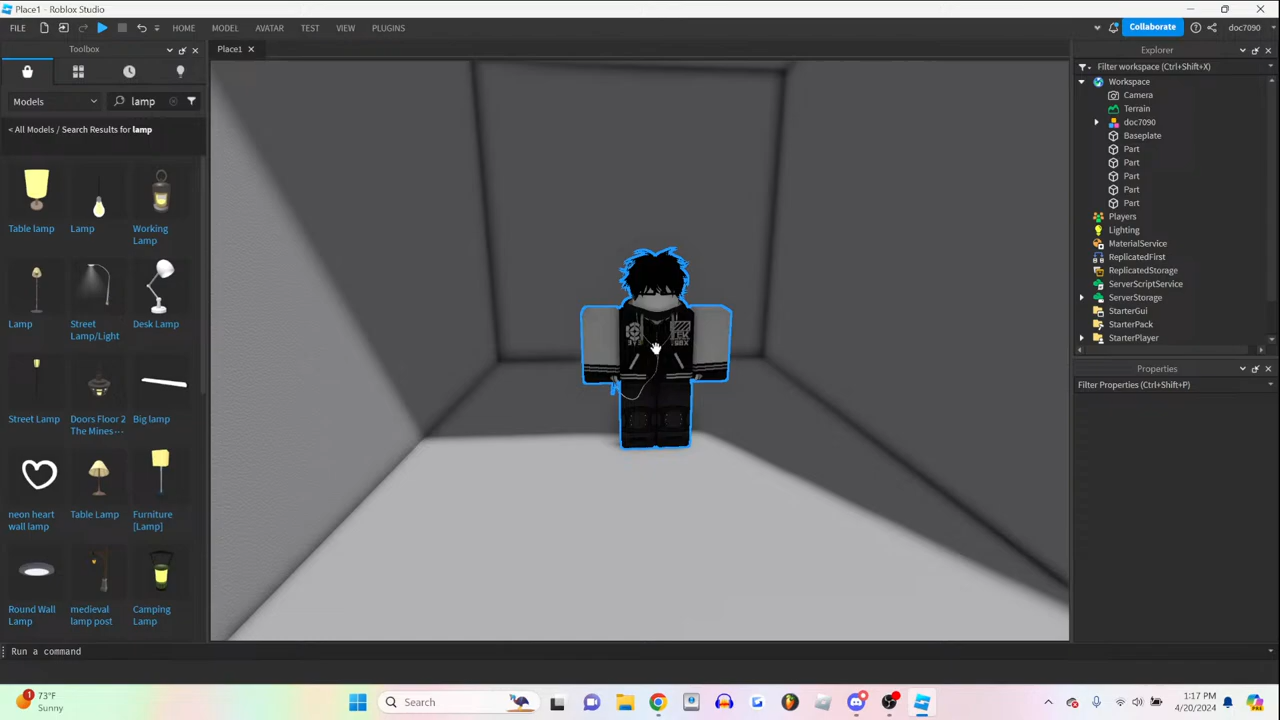 Place1 - Roblox Studio
FILE HOME MODEL AVATAR TEST VIEW PLUGINS Collaborate doc7090
Toolbox
Place1
Explorer
Filter workspace (Ctrl+Shift+X)
Models
lamp
< All Models / Search Results for lamp
Table lamp
Lamp
Working Lamp
Lamp
Street Lamp/Light
Desk Lamp
Street Lamp
Doors Floor 2 The Mines---
Big lamp
neon heart wall lamp
Table Lamp
Furniture [Lamp]
Round Wall Lamp
medieval lamp post
Camping Lamp
Workspace
Camera
Terrain
doc7090
Baseplate
Part
Part
Part
Part
Part
Players
Lighting
MaterialService
ReplicatedFirst
ReplicatedStorage
ServerScriptService
ServerStorage
StarterGui
StarterPack
StarterPlayer
Properties
Filter Properties (Ctrl+Shift+P)
Run a command
1
73°F
Sunny
Search
1:17 PM
4/20/2024